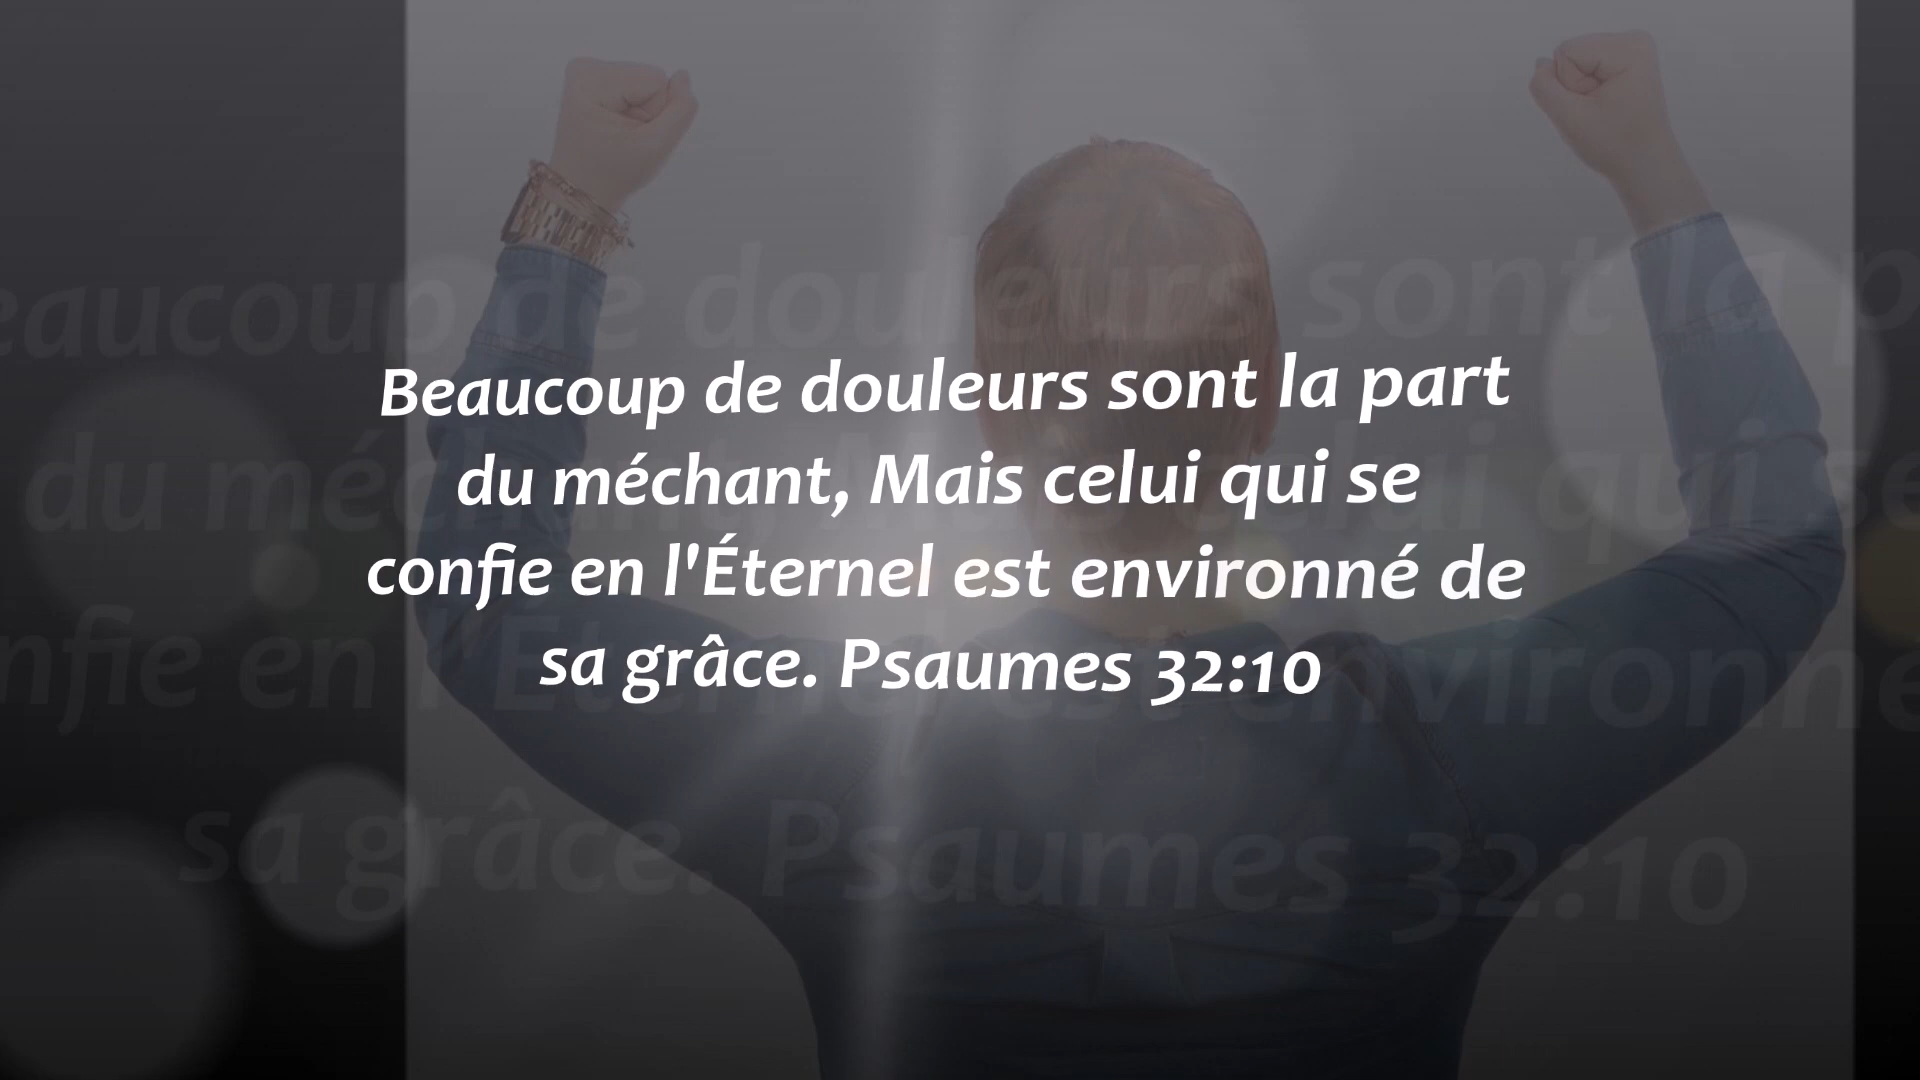 Beaucoup de douleurs sont la part
du méchant, Mais celui qui se
confie en l'Éternel est environné de
sa grâce. Psaumes 32:10